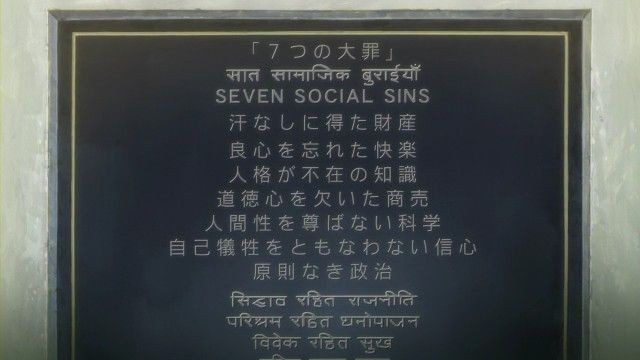 「７つの大罪」
सात सामाजिक बुराईयाँ
SEVEN SOCIAL SINS
汗なしに得た財産
良心を忘れた快楽
人格が不在の知識
道徳心を欠いた商売
人間性を尊ばない科学
自己犠牲をともなわない信心
原則なき政治
सिद्धांत रहित राजनीति
परिश्रम रहित धनोपाजन
विवेक रहित सुख